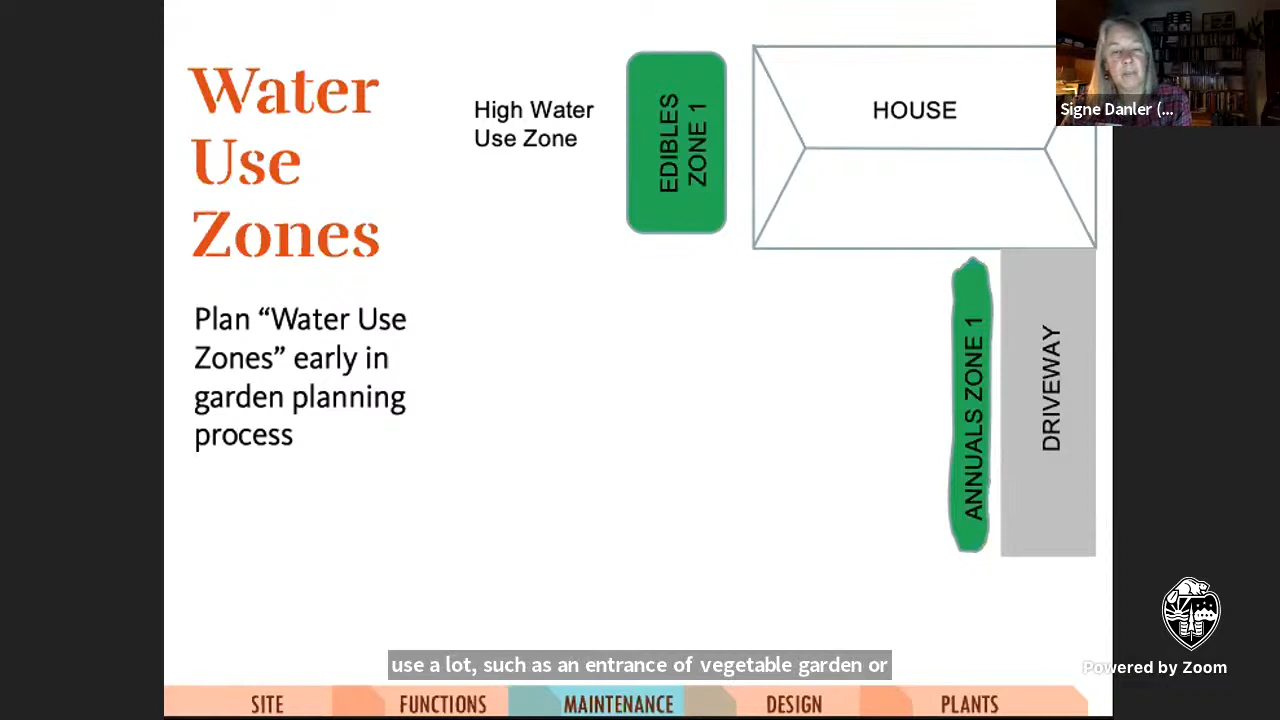 Water
Use
Zones
Plan “Water Use
Zones” early in
garden planning
process
High Water
Use Zone
EDIBLES
ZONE 1
HOUSE
ANNUALS ZONE 1
DRIVEWAY
Signe Danler (...
use a lot, such as an entrance of vegetable garden or
Powered by Zoom
SITE
FUNCTIONS
MAINTENANCE
DESIGN
PLANTS